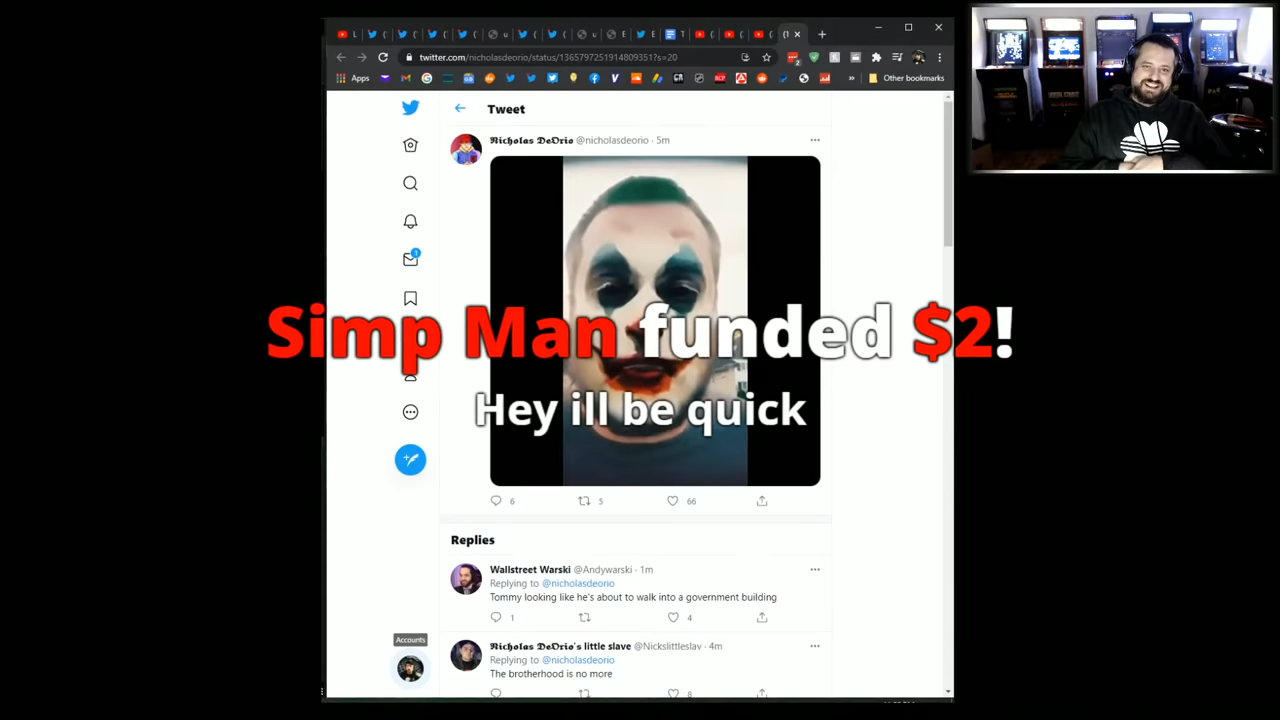 twitter.com/nicholasdeorio/status/1365797251914809351?s=20
Apps
Other bookmarks
Tweet
Nicholas DeOrio @nicholasdeorio · 5m
Simp Man funded $2!
Hey ill be quick
6 5 66
Replies
Wallstreet Warski @Andywarski · 1m
Replying to @nicholasdeorio
Tommy looking like he's about to walk into a government building
1 4
Accounts
Nicholas DeOrio's little slave @Nickslittleslav · 4m
Replying to @nicholasdeorio
The brotherhood is no more
8